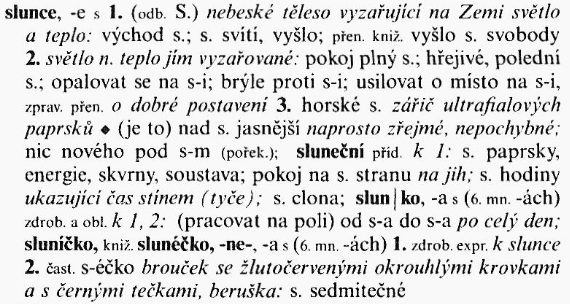 slunce, -e s 1. (odb. S.) nebeské těleso vyzařující na Zemi světlo
a teplo: východ s.; s. svítí, vyšlo; přen. kniž. vyšlo s. svobody
2. světlo n. teplo jím vyzařované: pokoj plný s.; hřejivé, polední
s.; opalovat se na s-i; brýle proti s-i; usilovat o místo na s-i,
zprav. přen. o dobré postavení 3. horské s. zářič ultrafialových
paprsků ♦ (je to) nad s. jasnější naprosto zřejmé, nepochybné;
nic nového pod s-m (pořek.); sluneční příd. k 1: s. paprsky,
energie, skvrny, soustava; pokoj na s. stranu na jih; s. hodiny
ukazující čas stínem (tyče); s. clona; slun|ko, -a s (6. mn. -ách)
zdrob. a obl. k 1, 2: (pracovat na poli) od s-a do s-a po celý den;
sluníčko, kniž. slunéčko, -ne-, -a s (6. mn. -ách) 1. zdrob. expr. k slunce
2. čast. s-éčko brouček se žlutočervenými okrouhlými krovkami
a s černými tečkami, beruška: s. sedmitečné